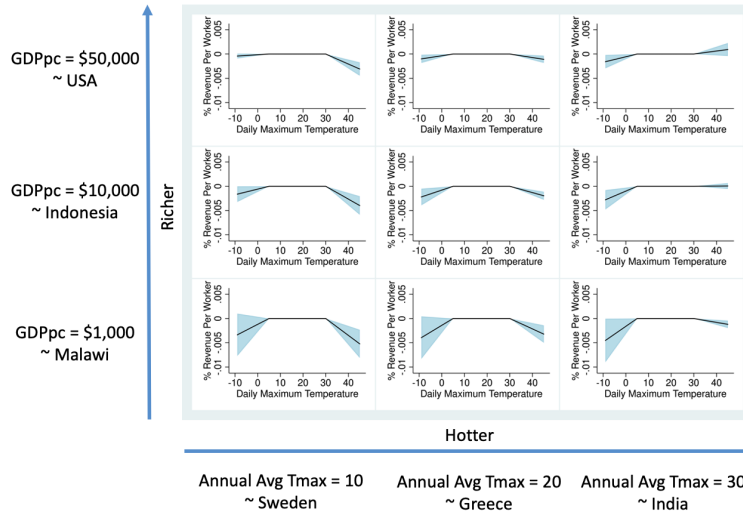 GDPpc = $50,000
~ USA
GDPpc = $10,000
~ Indonesia
GDPpc = $1,000
~ Malawi
Richer
% Revenue Per Worker
-.01 -.005 0 .005
-10 0 10 20 30 40
Daily Maximum Temperature
% Revenue Per Worker
-.01 -.005 0 .005
-10 0 10 20 30 40
Daily Maximum Temperature
% Revenue Per Worker
-.01 -.005 0 .005
-10 0 10 20 30 40
Daily Maximum Temperature
% Revenue Per Worker
-.01 -.005 0 .005
-10 0 10 20 30 40
Daily Maximum Temperature
% Revenue Per Worker
-.01 -.005 0 .005
-10 0 10 20 30 40
Daily Maximum Temperature
% Revenue Per Worker
-.01 -.005 0 .005
-10 0 10 20 30 40
Daily Maximum Temperature
% Revenue Per Worker
-.01 -.005 0 .005
-10 0 10 20 30 40
Daily Maximum Temperature
% Revenue Per Worker
-.01 -.005 0 .005
-10 0 10 20 30 40
Daily Maximum Temperature
% Revenue Per Worker
-.01 -.005 0 .005
-10 0 10 20 30 40
Daily Maximum Temperature
Hotter
Annual Avg Tmax = 10
~ Sweden
Annual Avg Tmax = 20
~ Greece
Annual Avg Tmax = 30
~ India